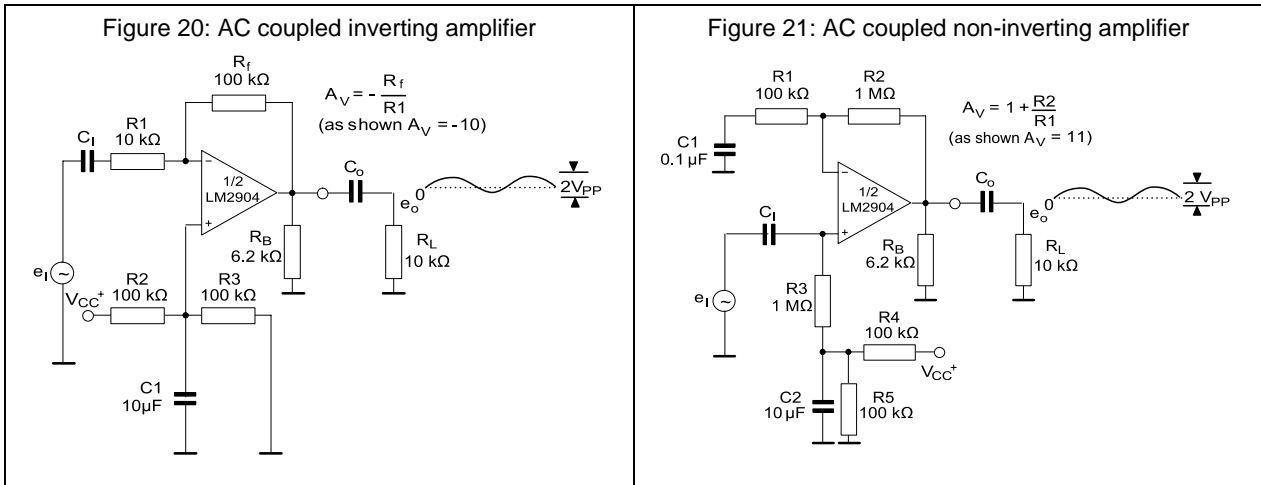 Figure 20: AC coupled inverting amplifier
Rf
100 kΩ
AV = - Rf
R1
(as shown AV = -10)
R1
10 kΩ
CI
1/2
LM2904
Co
eo
0
2VPP
RB
6.2 kΩ
RL
10 kΩ
eI
R2
100 kΩ
R3
100 kΩ
VCC+
C1
10µF
Figure 21: AC coupled non-inverting amplifier
R1
100 kΩ
R2
1 MΩ
AV = 1 + R2
R1
(as shown AV = 11)
C1
0.1 µF
1/2
LM2904
CI
Co
eo
0
2 VPP
RB
6.2 kΩ
RL
10 kΩ
eI
R3
1 MΩ
R4
100 kΩ
VCC+
C2
10 µF
R5
100 kΩ